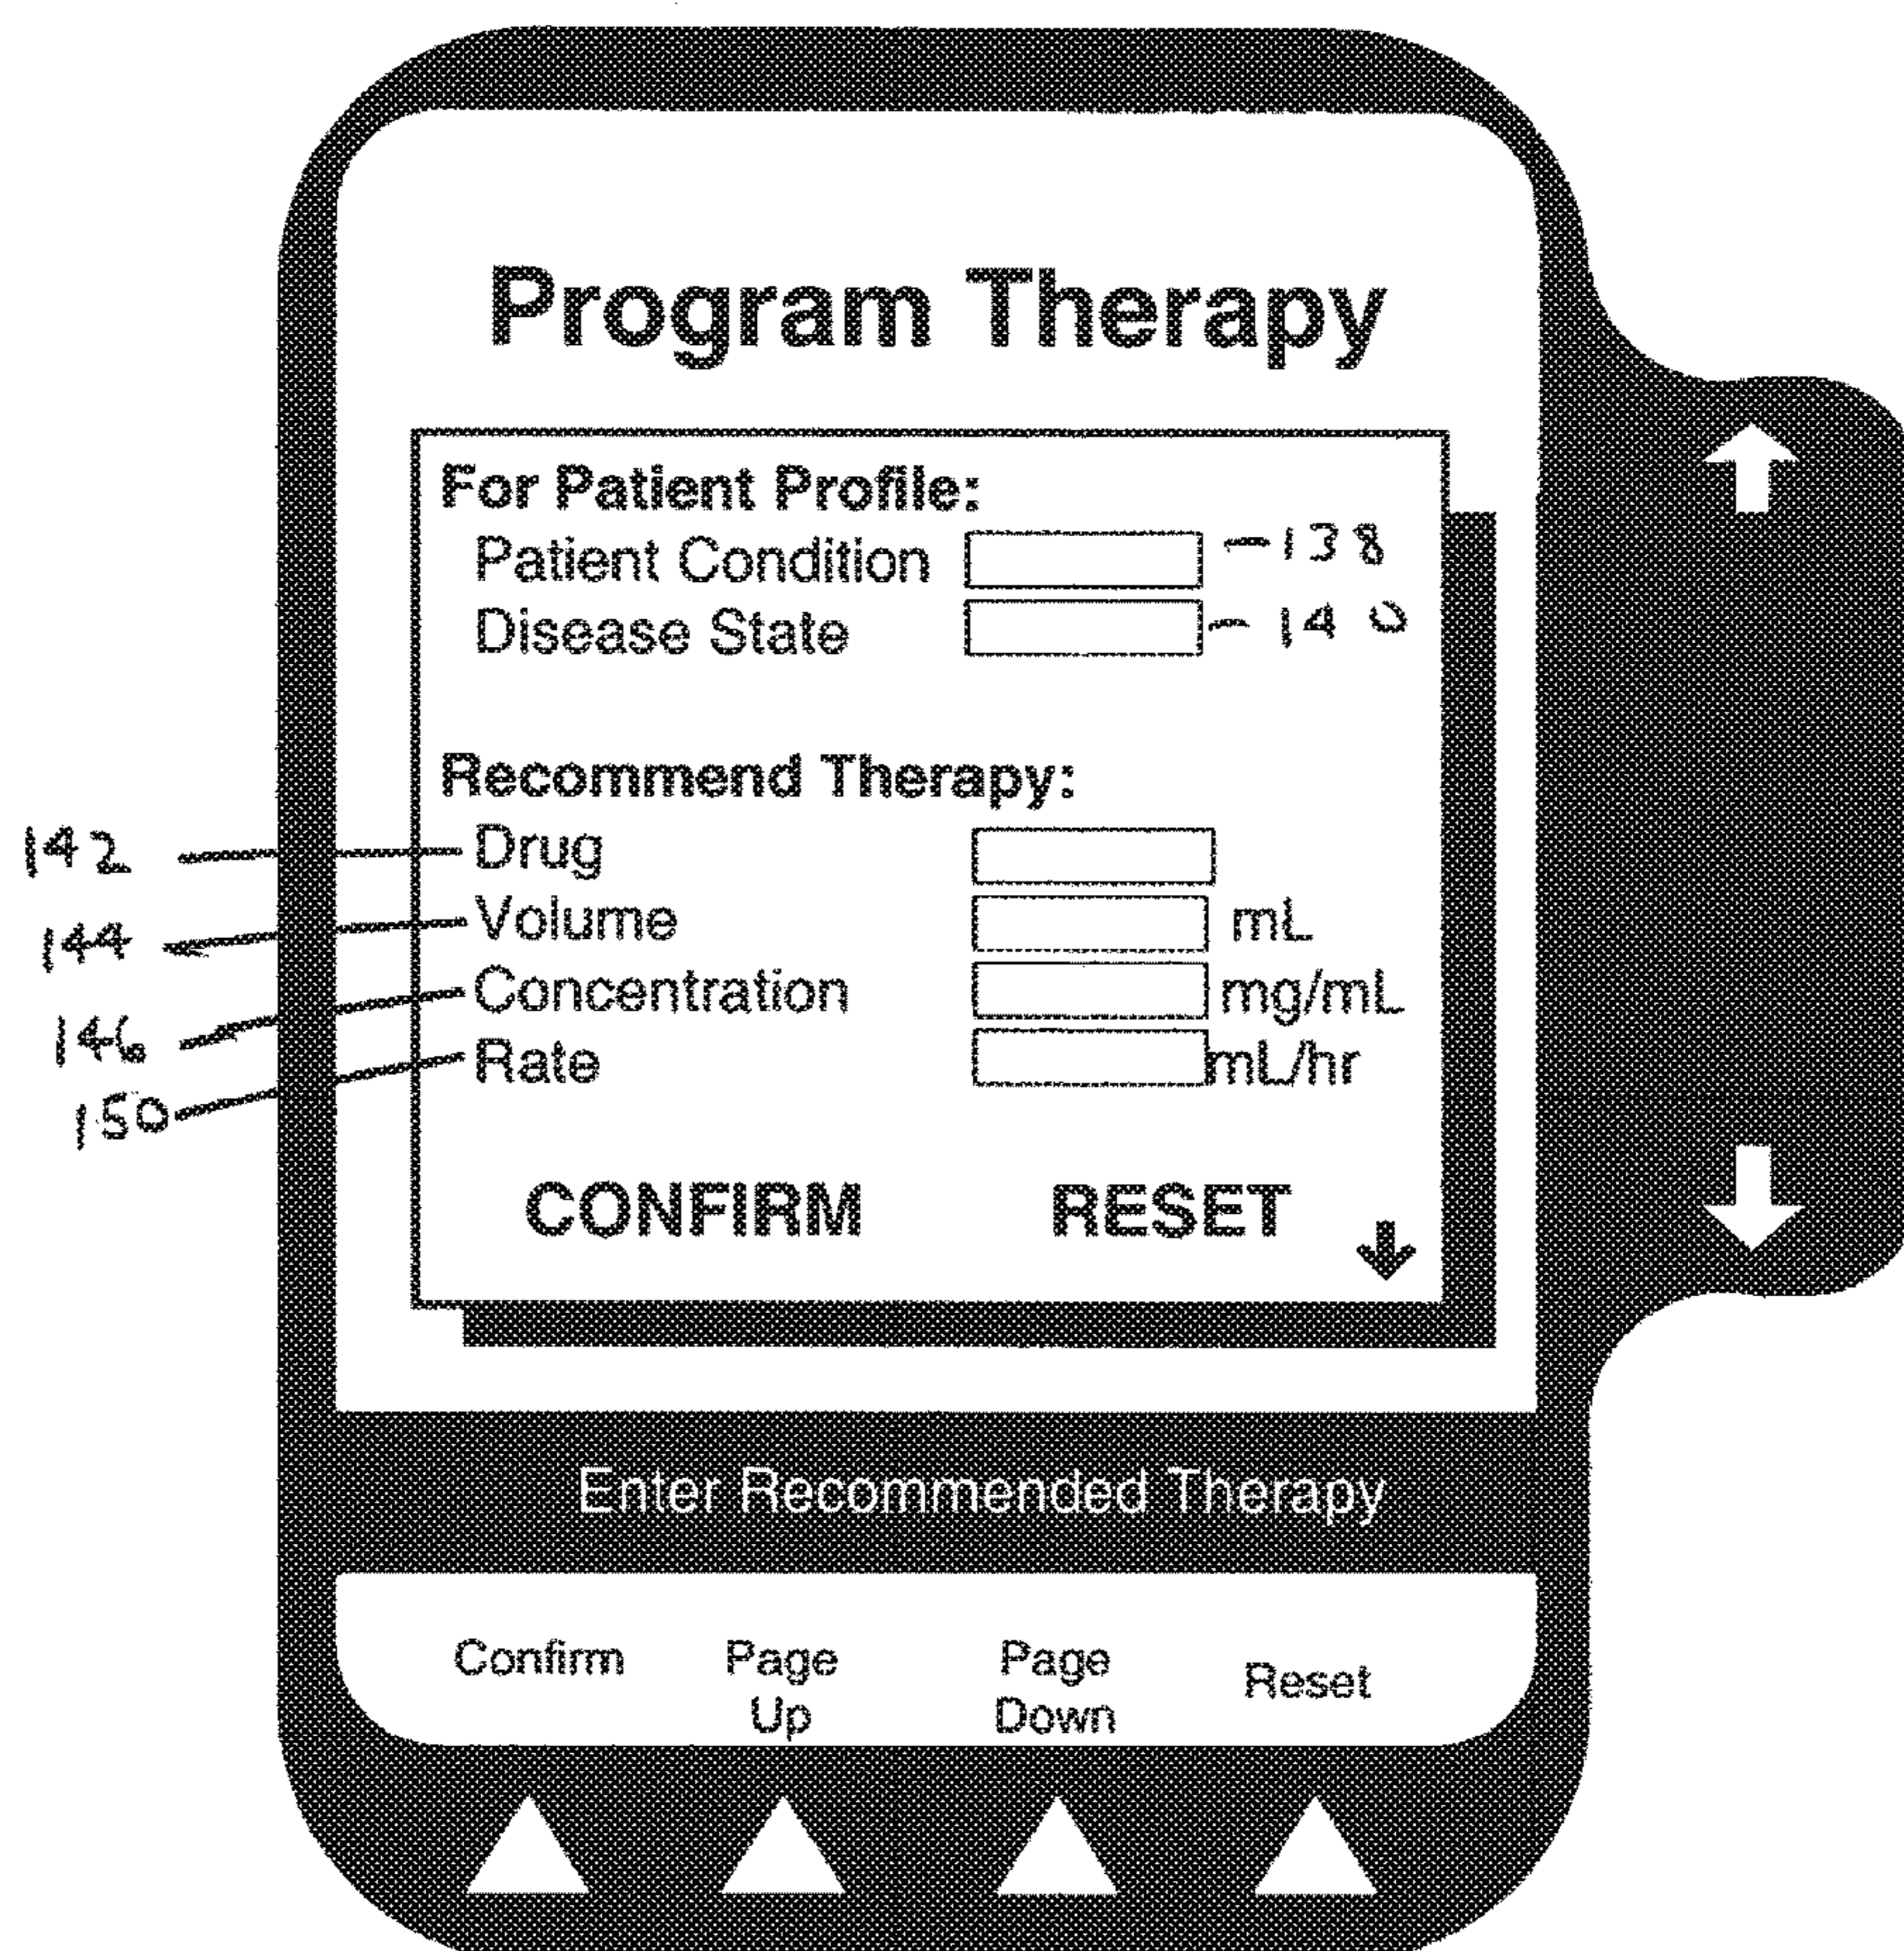 Program Therapy
For Patient Profile:
Patient Condition -138
Disease State - 140
Recommend Therapy:
142 Drug
144 Volume mL
146 Concentration mg/mL
150 Rate mL/hr
CONFIRM RESET
Enter Recommended Therapy
Confirm Page Up Page Down Reset